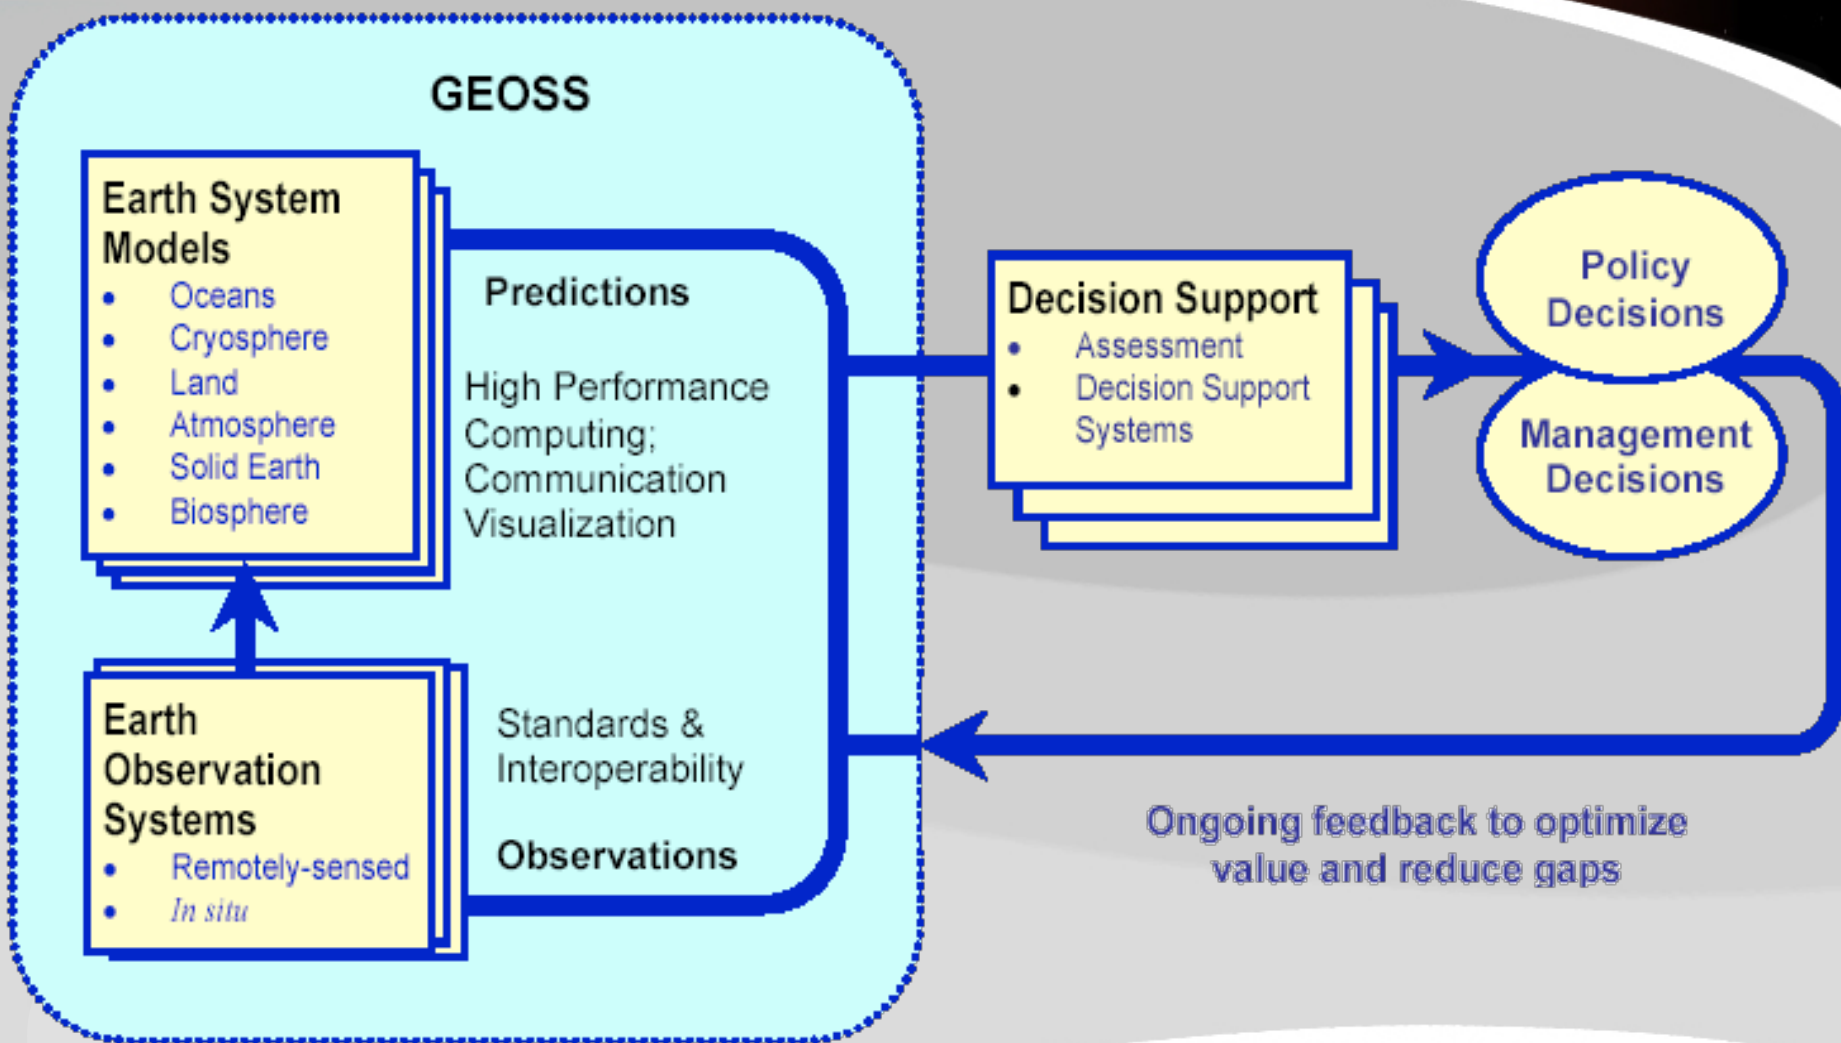 GEOSS
Earth System
Models
• Oceans
• Cryosphere
• Land
• Atmosphere
• Solid Earth
• Biosphere
Predictions
High Performance
Computing;
Communication
Visualization
Earth
Observation
Systems
• Remotely-sensed
• In situ
Standards &
Interoperability
Observations
Decision Support
• Assessment
• Decision Support
Systems
Policy
Decisions
Management
Decisions
Ongoing feedback to optimize
value and reduce gaps